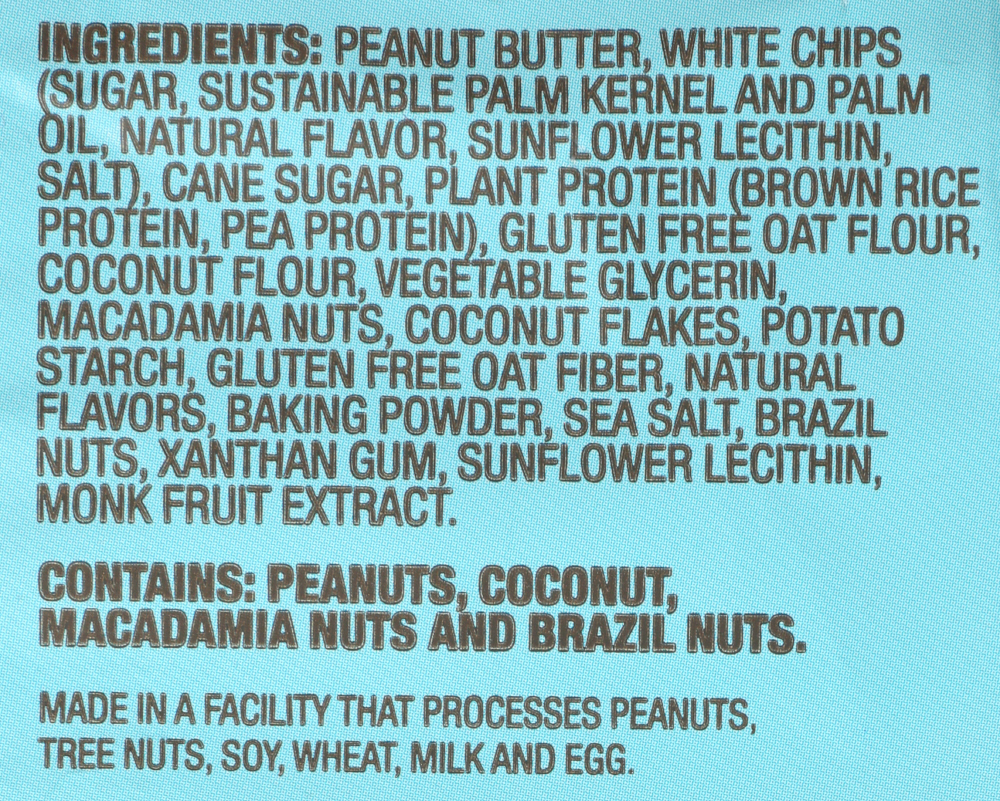 INGREDIENTS: PEANUT BUTTER, WHITE CHIPS
(SUGAR, SUSTAINABLE PALM KERNEL AND PALM
OIL, NATURAL FLAVOR, SUNFLOWER LECITHIN,
SALT), CANE SUGAR, PLANT PROTEIN (BROWN RICE
PROTEIN, PEA PROTEIN), GLUTEN FREE OAT FLOUR,
COCONUT FLOUR, VEGETABLE GLYCERIN,
MACADAMIA NUTS, COCONUT FLAKES, POTATO
STARCH, GLUTEN FREE OAT FIBER, NATURAL
FLAVORS, BAKING POWDER, SEA SALT, BRAZIL
NUTS, XANTHAN GUM, SUNFLOWER LECITHIN,
MONK FRUIT EXTRACT.
CONTAINS: PEANUTS, COCONUT,
MACADAMIA NUTS AND BRAZIL NUTS.
MADE IN A FACILITY THAT PROCESSES PEANUTS,
TREE NUTS, SOY, WHEAT, MILK AND EGG.